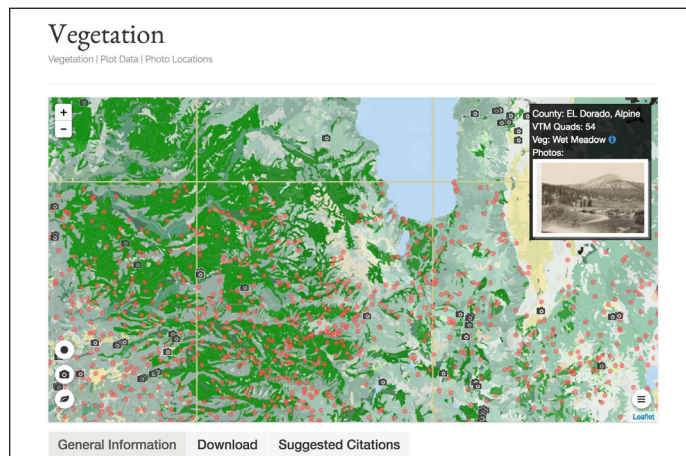 Vegetation
Vegetation | Plot Data | Photo Locations
+
−
County: EL Dorado, Alpine
VTM Quads: 54
Veg: Wet Meadow
Photos:
Leaflet
General Information Download Suggested Citations